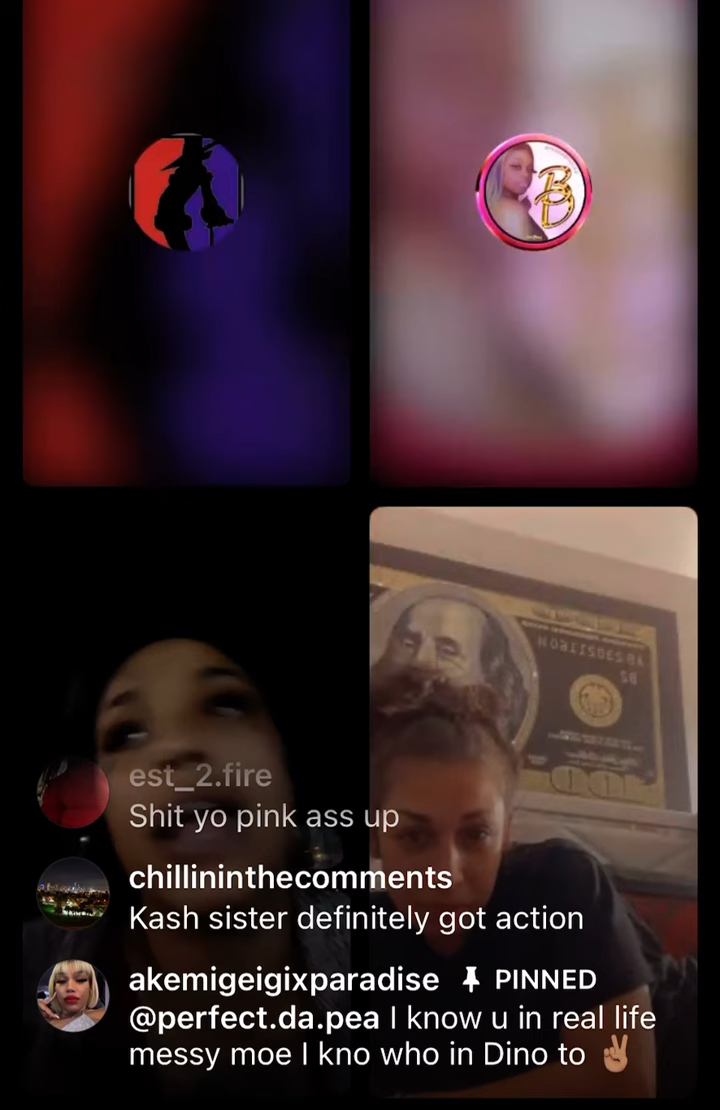 BD
est_2.fire
Shit yo pink ass up
chillininthecomments
Kash sister definitely got action
akemigeigixparadise PINNED
@perfect.da.pea I know u in real life
messy moe I kno who in Dino to ✌🏽